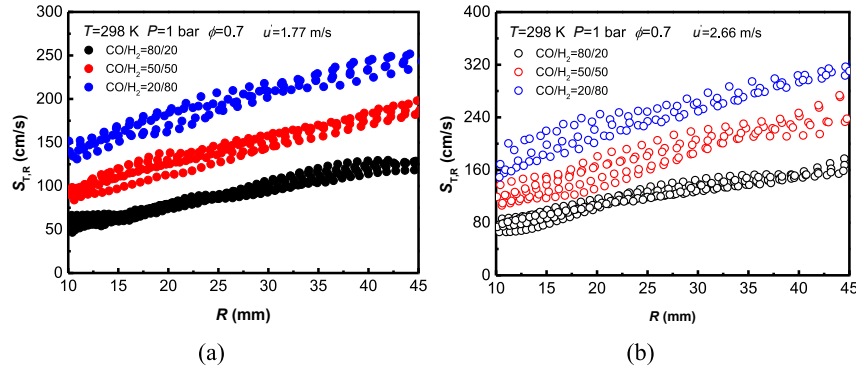 T=298 K P=1 bar ϕ=0.7 u'=1.77 m/s
CO/H₂=80/20
CO/H₂=50/50
CO/H₂=20/80
S_T,R (cm/s)
300
250
200
150
100
50
0
10 15 20 25 30 35 40 45
R (mm)
(a)
T=298 K P=1 bar ϕ=0.7 u'=2.66 m/s
CO/H₂=80/20
CO/H₂=50/50
CO/H₂=20/80
S_T,R (cm/s)
400
320
240
160
80
0
10 15 20 25 30 35 40 45
R (mm)
(b)